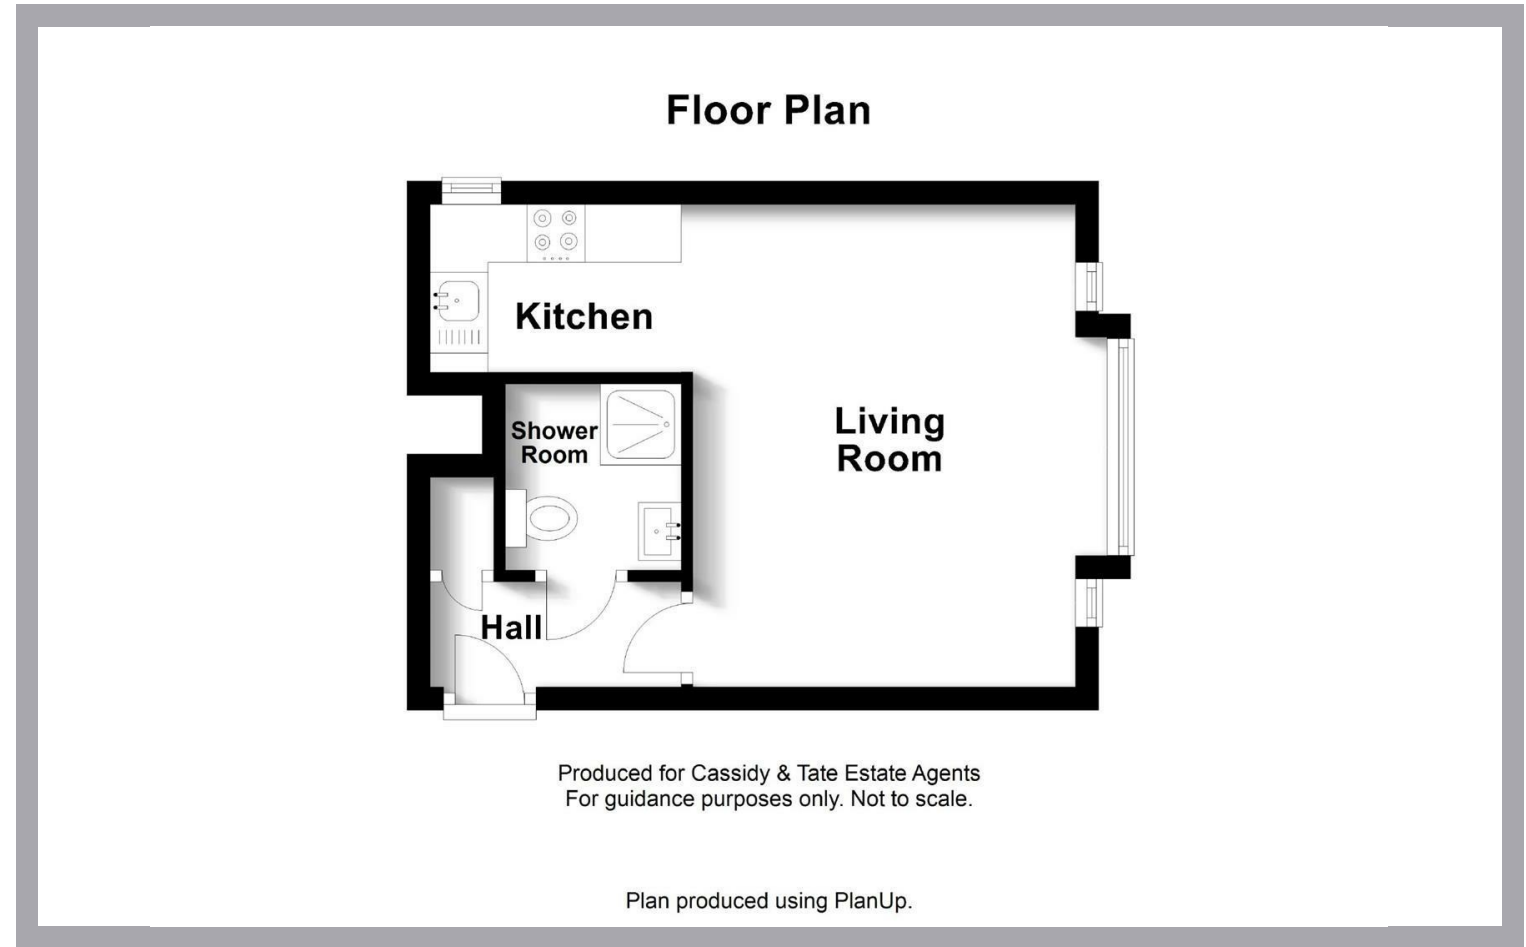 Floor Plan
Kitchen
Living
Room
Shower
Room
Hall
Produced for Cassidy & Tate Estate Agents
For guidance purposes only. Not to scale.
Plan produced using PlanUp.